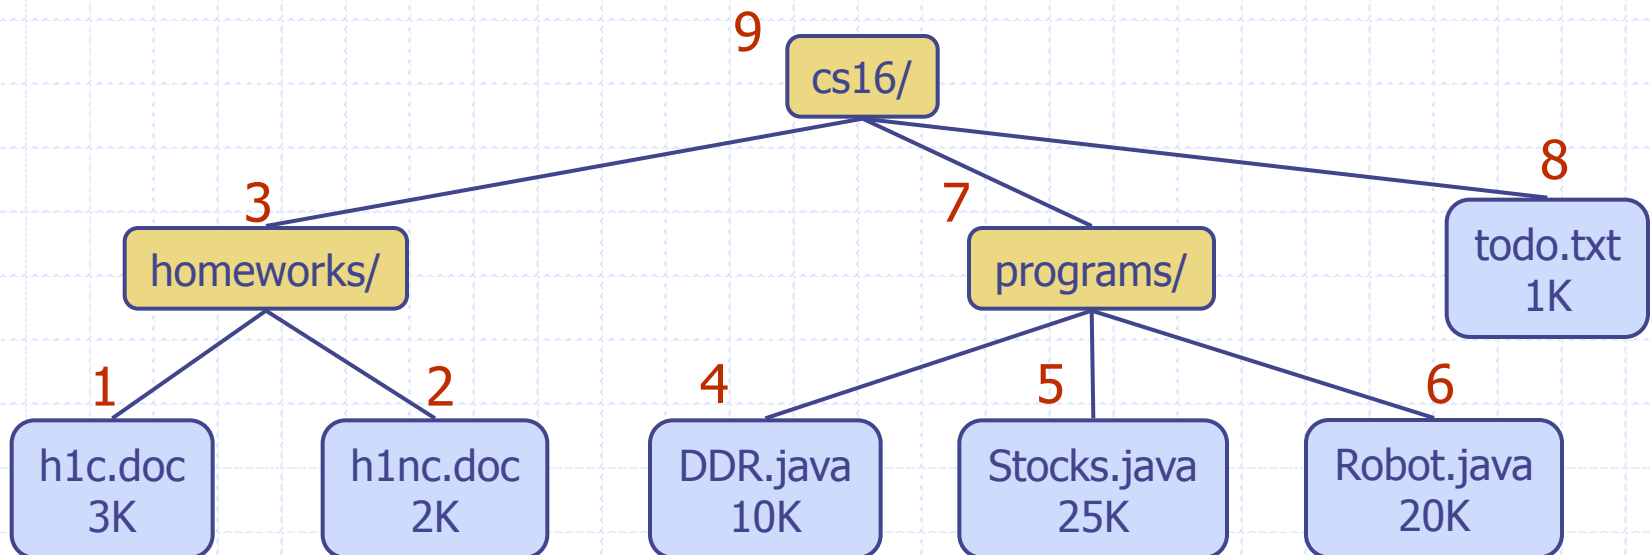 9
cs16/
8
3
7
homeworks/
programs/
todo.txt
1K
1
2
4
5
6
h1c.doc
3K
h1nc.doc
2K
DDR.java
10K
Stocks.java
25K
Robot.java
20K